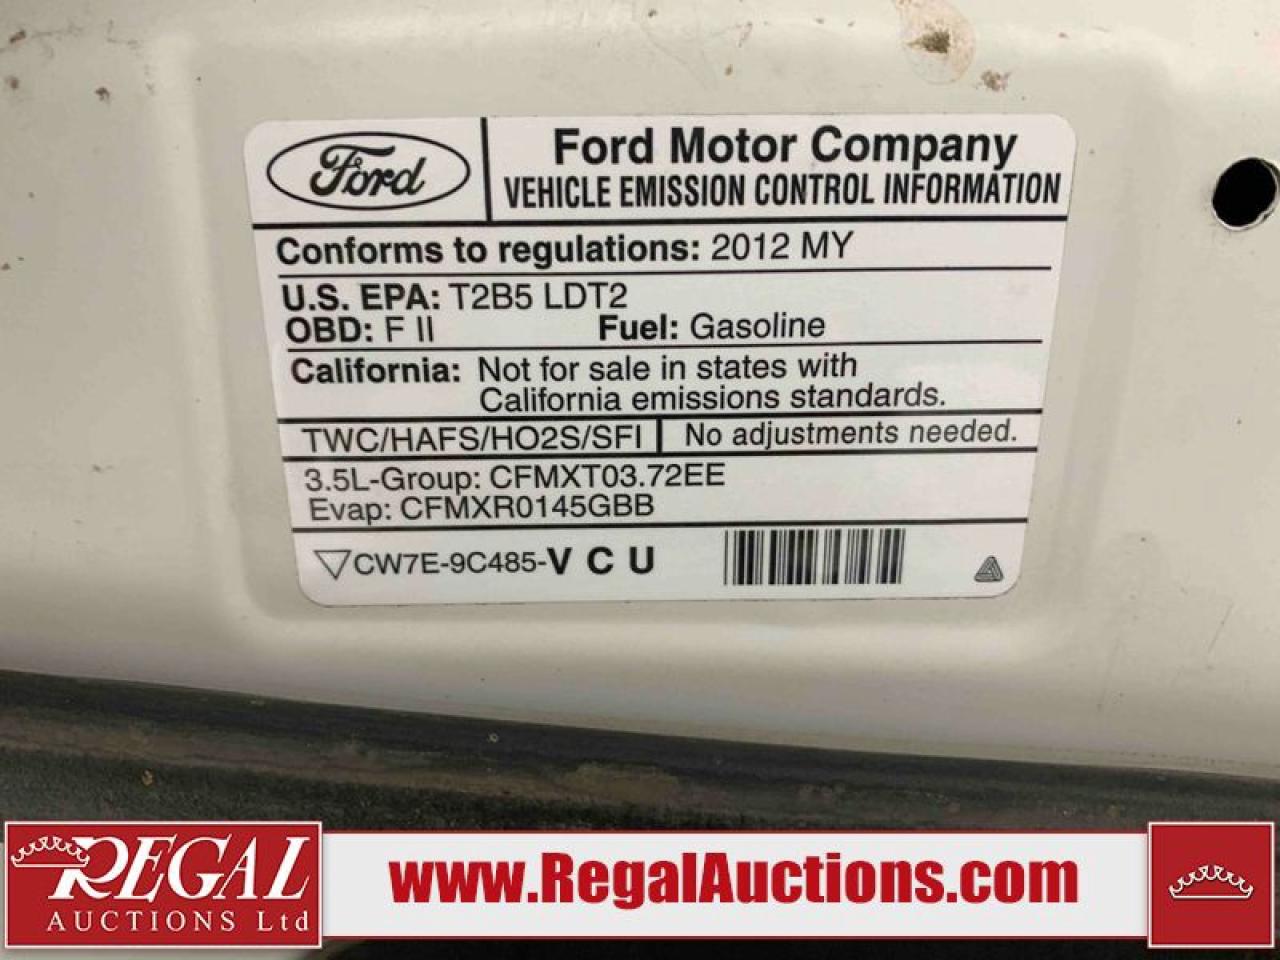 Ford
Ford Motor Company
VEHICLE EMISSION CONTROL INFORMATION
Conforms to regulations: 2012 MY
U.S. EPA: T2B5 LDT2
OBD: F II Fuel: Gasoline
California: Not for sale in states with
California emissions standards.
TWC/HAFS/HO2S/SFI No adjustments needed.
3.5L-Group: CFMXT03.72EE
Evap: CFMXR0145GBB
CW7E-9C485-V C U
REGAL
AUCTIONS Ltd
www.RegalAuctions.com